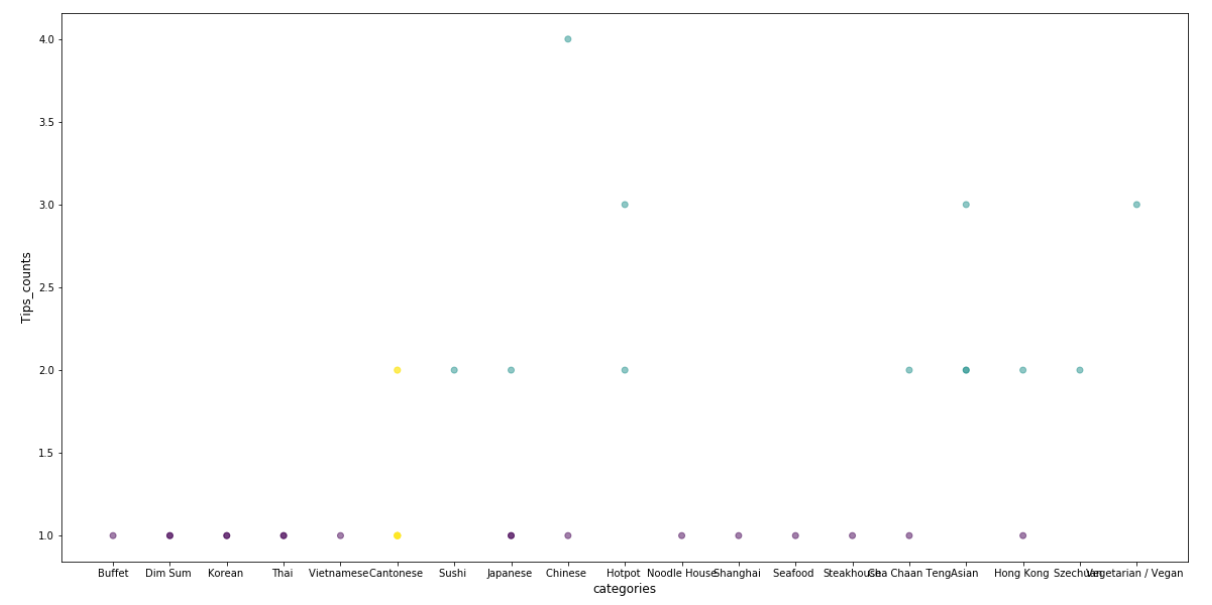 4.0
3.5
3.0
2.5
2.0
1.5
1.0
Tips_counts
Buffet Dim Sum Korean Thai Vietnamese Cantonese Sushi Japanese Chinese Hotpot Noodle House Shanghai Seafood Steakhouse Cha Chaan Teng Asian Hong Kong Szechuan Vegetarian / Vegan
categories